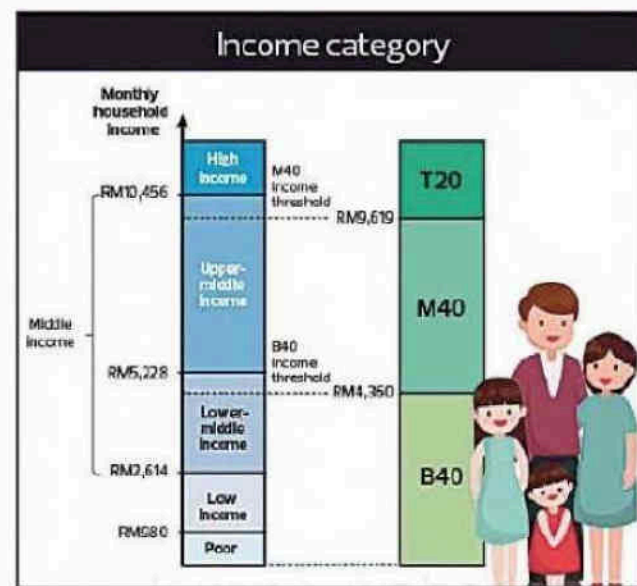 Income category
Monthly
household
income
High
income
M40
income
threshold
T20
RM10,456
RM9,619
Upper-
middle
income
M40
Middle
income
B40
income
threshold
RM5,228
RM4,360
Lower-
middle
income
RM2,614
B40
Low
income
RM980
Poor